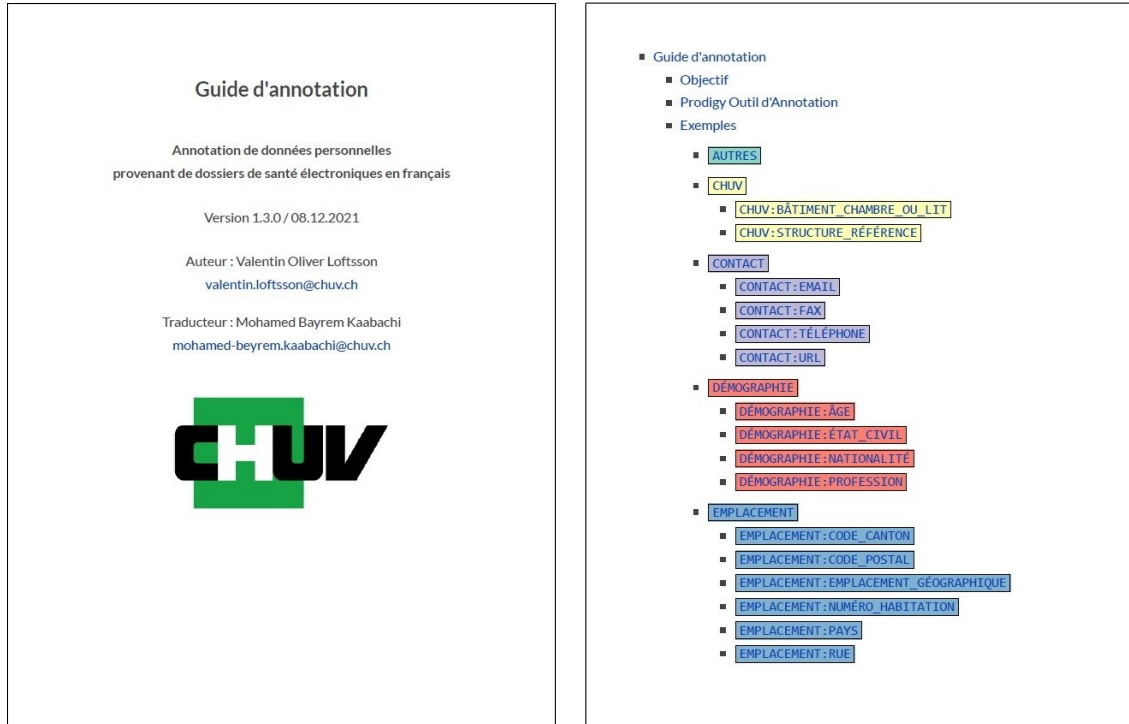 Guide d'annotation
Annotation de données personnelles
provenant de dossiers de santé électroniques en français
Version 1.3.0 / 08.12.2021
Auteur : Valentin Oliver Loftsson
valentin.loftsson@chuv.ch
Traducteur : Mohamed Bayrem Kaabachi
mohamed-beyrem.kaabachi@chuv.ch
CHUV
Guide d'annotation
Objectif
Prodigy Outil d'Annotation
Exemples
AUTRES
CHUV
CHUV:BÂTIMENT_CHAMBRE_OU_LIT
CHUV:STRUCTURE_RÉFÉRENCE
CONTACT
CONTACT:EMAIL
CONTACT:FAX
CONTACT:TÉLÉPHONE
CONTACT:URL
DÉMOGRAPHIE
DÉMOGRAPHIE:ÂGE
DÉMOGRAPHIE:ÉTAT_CIVIL
DÉMOGRAPHIE:NATIONALITÉ
DÉMOGRAPHIE:PROFESSION
EMPLACEMENT
EMPLACEMENT:CODE_CANTON
EMPLACEMENT:CODE_POSTAL
EMPLACEMENT:EMPLACEMENT_GÉOGRAPHIQUE
EMPLACEMENT:NUMÉRO_HABITATION
EMPLACEMENT:PAYS
EMPLACEMENT:RUE